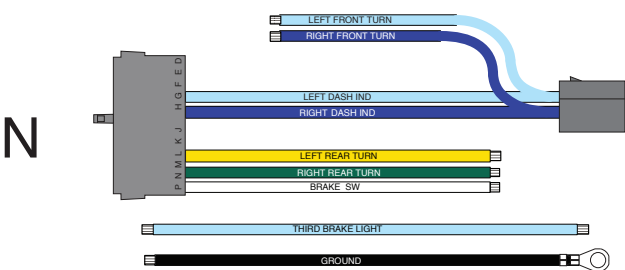 LEFT FRONT TURN
RIGHT FRONT TURN
N
D
E
F
G
H
J
K
L
M
N
P
LEFT DASH IND
RIGHT DASH IND
LEFT REAR TURN
RIGHT REAR TURN
BRAKE SW
THIRD BRAKE LIGHT
GROUND